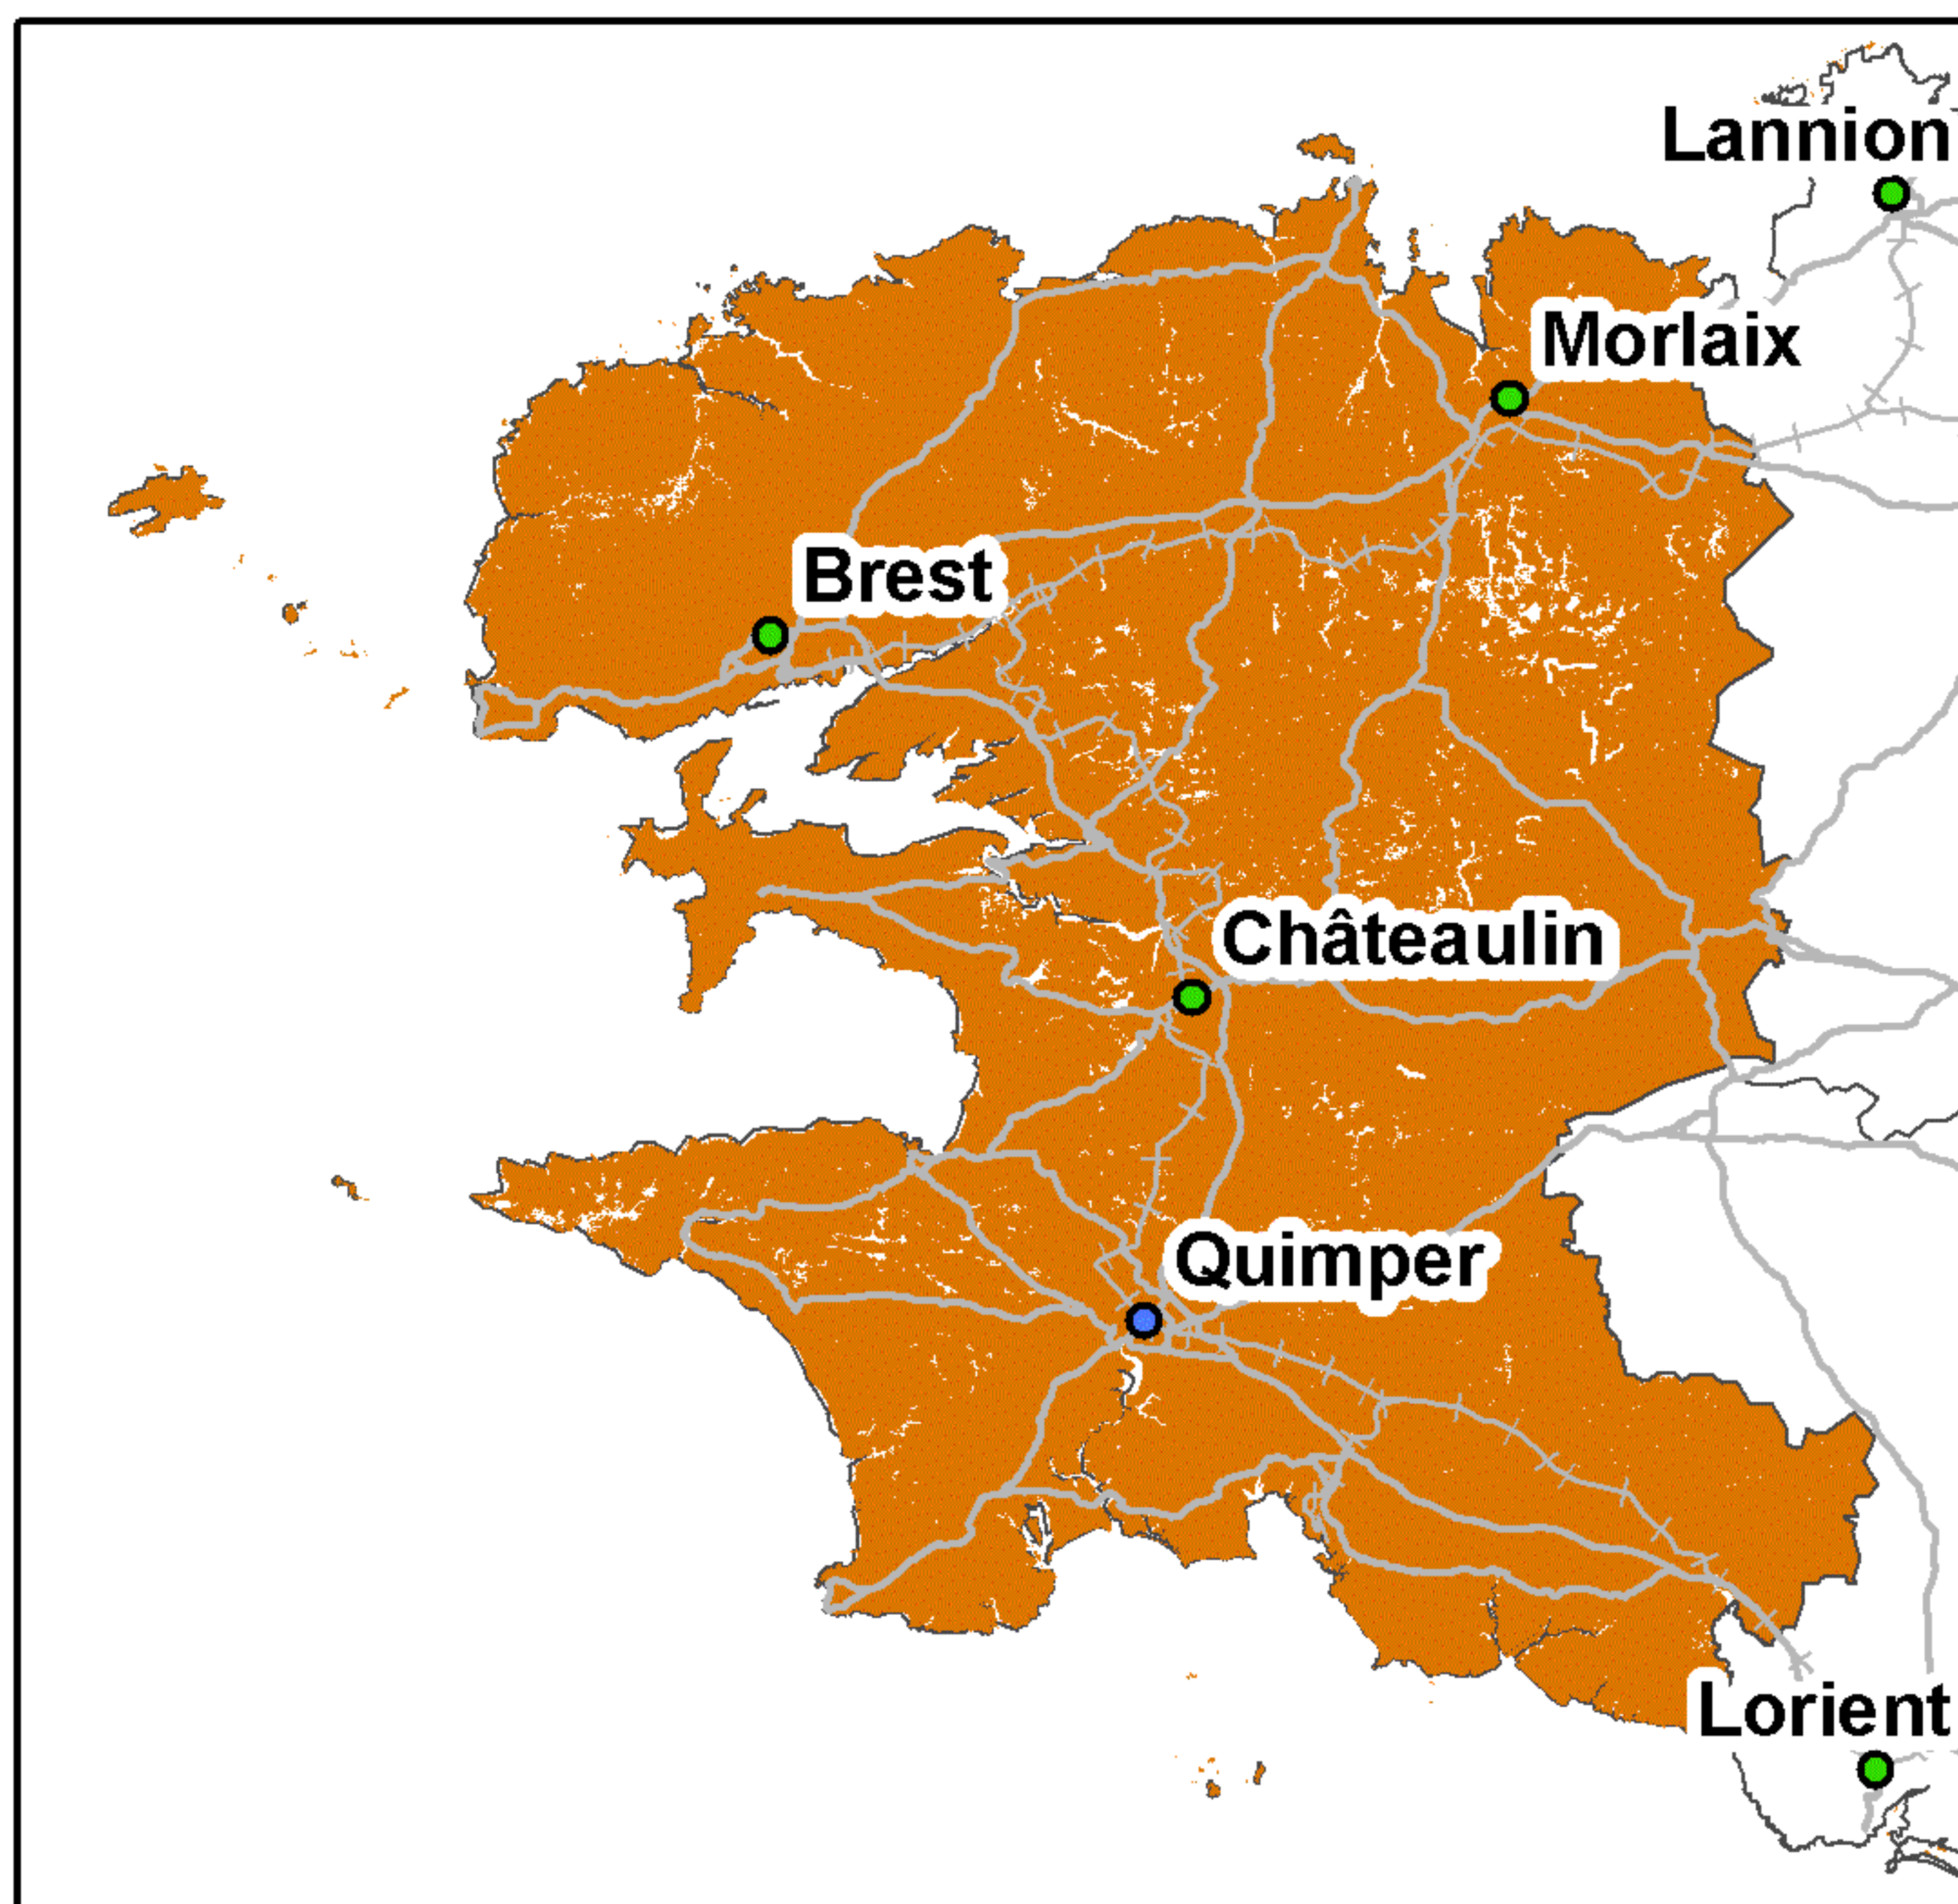 Lannion
Morlaix
Brest
Châteaulin
Quimper
Lorient